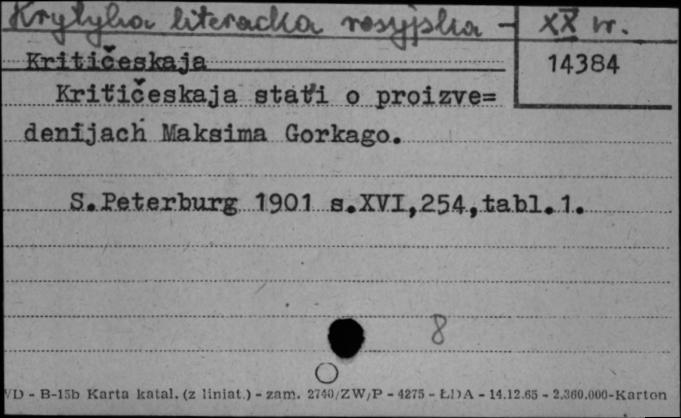 Krytyka literacka rosyjska - XX w.
Kritičeskaja
14384
Kritičeskaja stat'i o proizve=
denijach Maksima Gorkago.
S.Peterburg 1901 s.XVI,254,tabl.1.
8
VD - B-15b Karta katal. (z liniat.) - zam. 2740/ZW/P - 4275 - ŁDA - 14.12.65 - 2.360.000-Karton